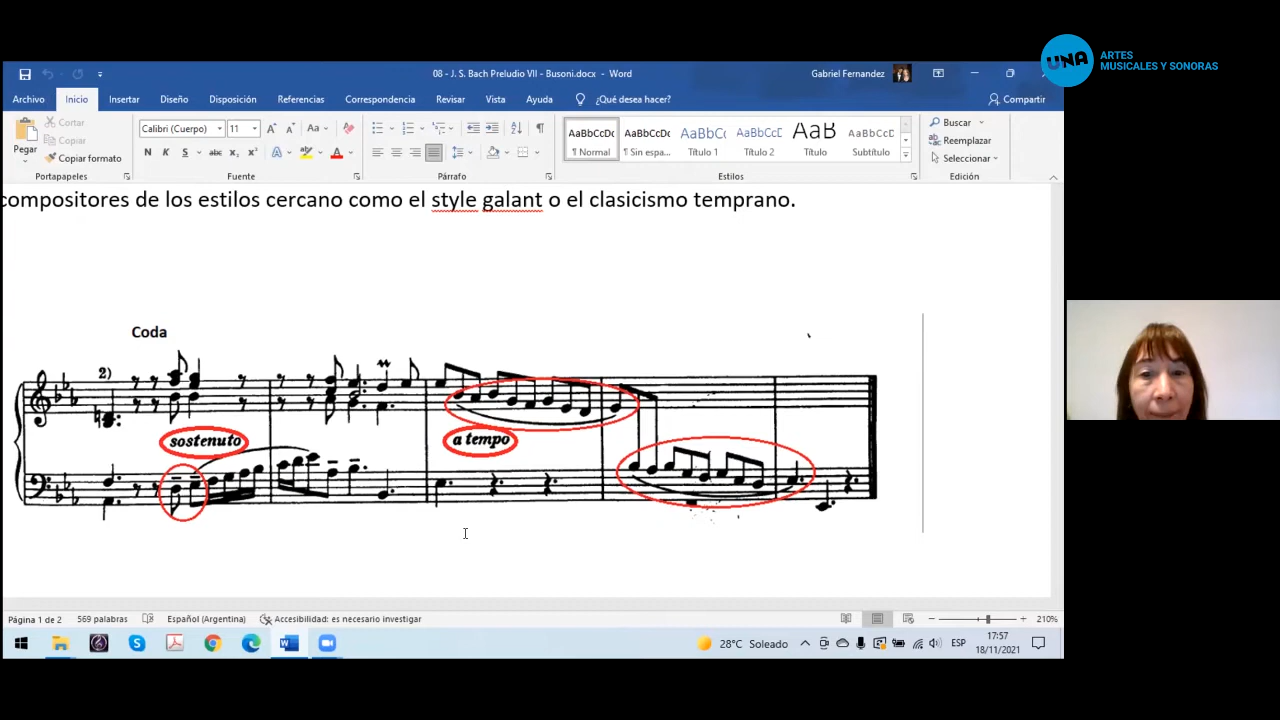 UNA
ARTES
MUSICALES Y SONORAS
08 - J. S. Bach Preludio VII - Busoni.docx - Word
Gabriel Fernandez
Archivo
Inicio
Insertar
Diseño
Disposición
Referencias
Correspondencia
Revisar
Vista
Ayuda
¿Qué desea hacer?
Compartir
Pegar
Cortar
Copiar
Copiar formato
Portapapeles
Calibri (Cuerpo)
11
N K S abc x₂ x²
Fuente
Párrafo
AaBbCcDc
¶ Normal
AaBbCcDc
¶ Sin espa...
AaBbCc
Título 1
AaBbCcD
Título 2
AaB
Título
AaBbCcD
Subtítulo
Estilos
Buscar
Reemplazar
Seleccionar
Edición
compositores de los estilos cercano como el style galant o el clasicismo temprano.
Coda
2)
sostenuto
a tempo
Página 1 de 2
569 palabras
Español (Argentina)
Accesibilidad: es necesario investigar
210%
28°C Soleado
ESP
17:57
18/11/2021